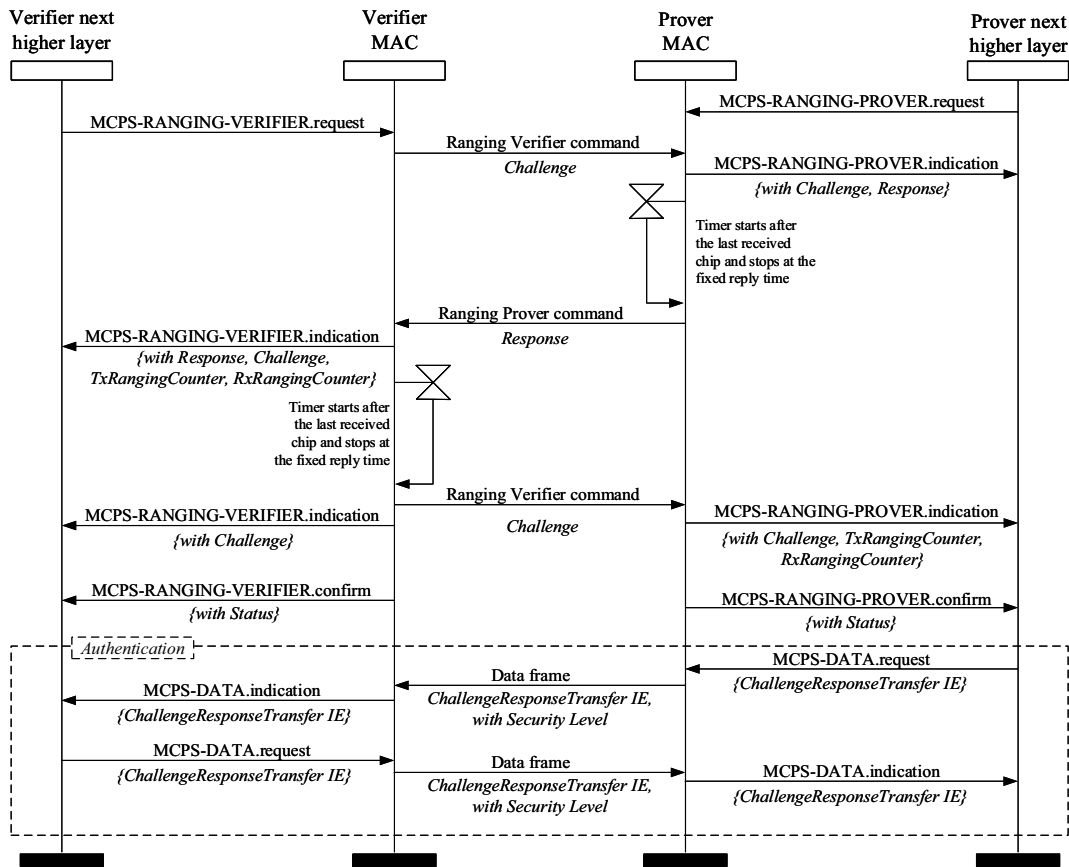 Verifier next
higher layer
Verifier
MAC
Prover
MAC
Prover next
higher layer
MCPS-RANGING-PROVER.request
MCPS-RANGING-VERIFIER.request
Ranging Verifier command
Challenge
MCPS-RANGING-PROVER.indication
{with Challenge, Response}
Timer starts after
the last received
chip and stops at the
fixed reply time
Ranging Prover command
Response
MCPS-RANGING-VERIFIER.indication
{with Response, Challenge,
TxRangingCounter, RxRangingCounter}
Timer starts after
the last received
chip and stops at
the fixed reply time
Ranging Verifier command
Challenge
MCPS-RANGING-VERIFIER.indication
{with Challenge}
MCPS-RANGING-PROVER.indication
{with Challenge, TxRangingCounter,
RxRangingCounter}
MCPS-RANGING-VERIFIER.confirm
{with Status}
MCPS-RANGING-PROVER.confirm
{with Status}
Authentication
MCPS-DATA.request
{ChallengeResponseTransfer IE}
Data frame
ChallengeResponseTransfer IE,
with Security Level
MCPS-DATA.indication
{ChallengeResponseTransfer IE}
MCPS-DATA.request
{ChallengeResponseTransfer IE}
Data frame
ChallengeResponseTransfer IE,
with Security Level
MCPS-DATA.indication
{ChallengeResponseTransfer IE}